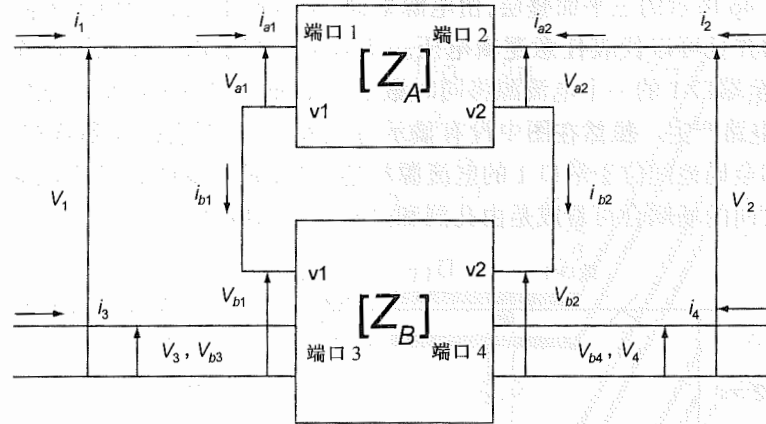 i1 ia1 端口 1 端口 2 ia2 i2
[ZA]
Va1 Va2
v1 v2
V1 ib1 ib2 V2
v1 v2
i3 Vb1 Vb2 i4
[ZB]
V3 , Vb3 端口 3 端口 4 Vb4 , V4